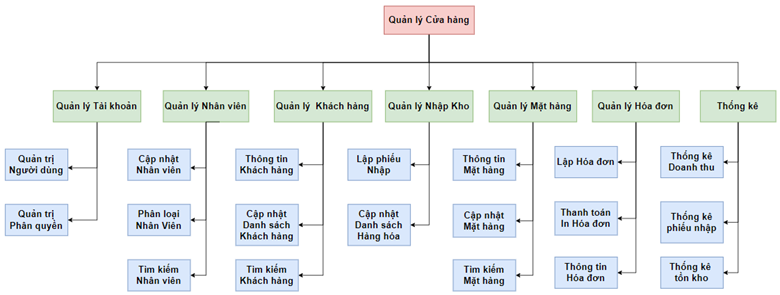 Quản lý Cửa hàng
Quản lý Tài khoản
Quản lý Nhân viên
Quản lý Khách hàng
Quản lý Nhập Kho
Quản lý Mặt hàng
Quản lý Hóa đơn
Thống kê
Quản trị
Người dùng
Quản trị
Phân quyền
Cập nhật
Nhân viên
Phân loại
Nhân Viên
Tìm kiếm
Nhân viên
Thông tin
Khách hàng
Cập nhật
Danh sách
Khách hàng
Tìm kiếm
Khách hàng
Lập phiếu
Nhập
Cập nhật
Danh sách
Hàng hóa
Thông tin
Mặt hàng
Cập nhật
Mặt hàng
Tìm kiếm
Mặt hàng
Lập Hóa đơn
Thanh toán
In Hóa đơn
Thông tin
Hóa đơn
Thống kê
Doanh thu
Thống kê
phiếu nhập
Thống kê
tồn kho